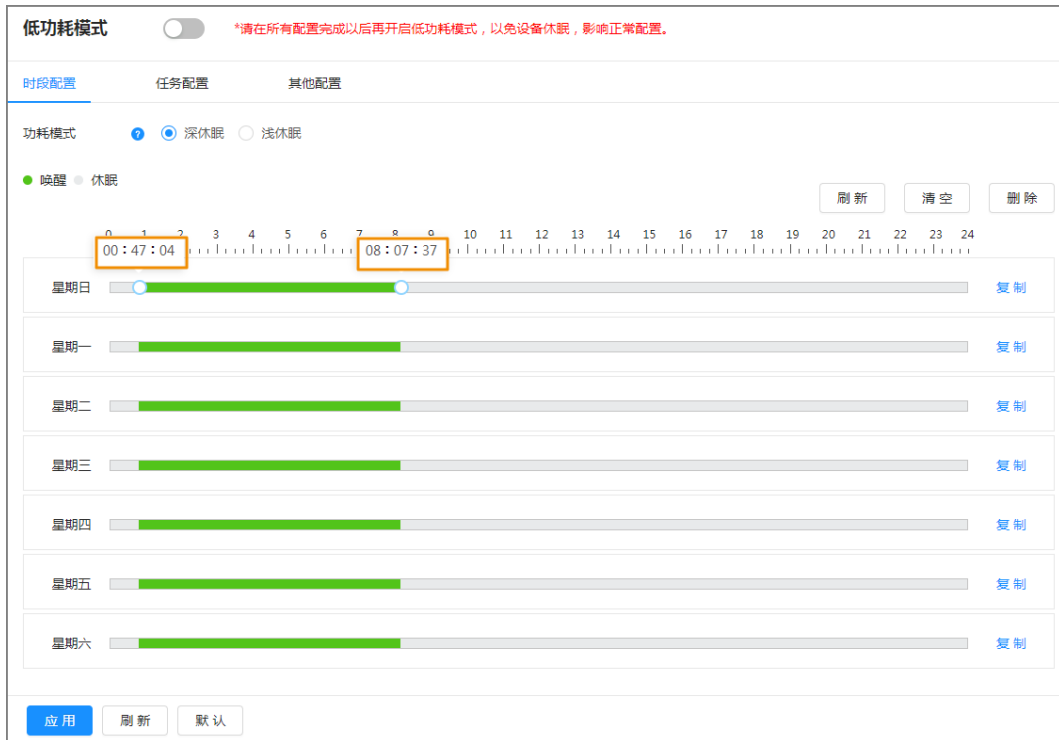 低功耗模式 *请在所有配置完成以后再开启低功耗模式，以免设备休眠，影响正常配置。
时段配置 任务配置 其他配置
功耗模式 ? 深休眠 浅休眠
唤醒 休眠
刷新 清空 删除
0 1 2 3 4 5 6 7 8 9 10 11 12 13 14 15 16 17 18 19 20 21 22 23 24
00：47：04 08：07：37
星期日 复制
星期一 复制
星期二 复制
星期三 复制
星期四 复制
星期五 复制
星期六 复制
应用 刷新 默认